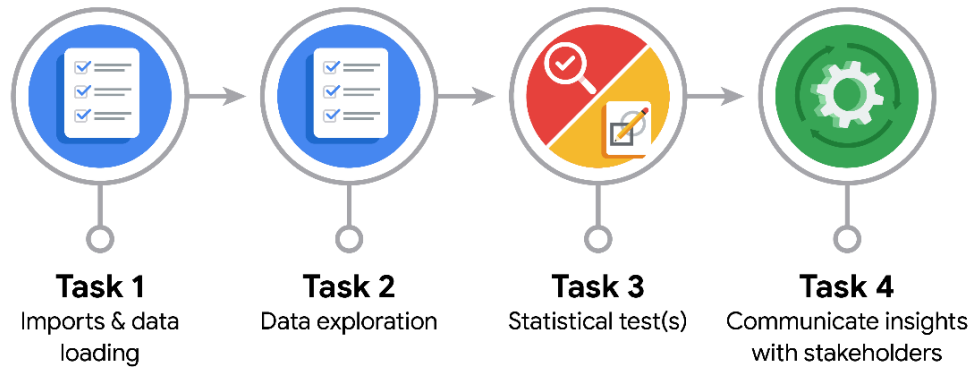 Task 1
Imports & data
loading
Task 2
Data exploration
Task 3
Statistical test(s)
Task 4
Communicate insights
with stakeholders